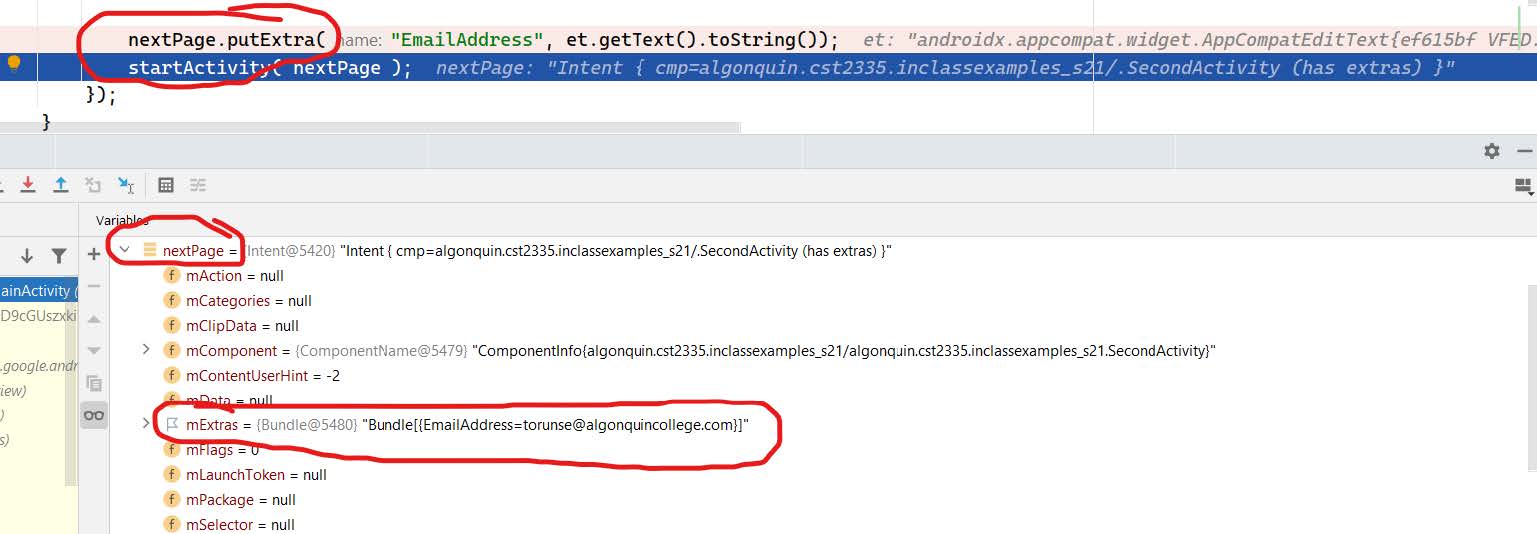 nextPage.putExtra( name: "EmailAddress", et.getText().toString()); et: "androidx.appcompat.widget.AppCompatEditText{ef615bf VFED.
startActivity( nextPage ); nextPage: "Intent { cmp=algonquin.cst2335.inclassexamples_s21/.SecondActivity (has extras) }"
});
}
Variables
nextPage = {Intent@5420} "Intent { cmp=algonquin.cst2335.inclassexamples_s21/.SecondActivity (has extras) }"
mAction = null
ainActivity (
mCategories = null
D9cGUszxki
mClipData = null
mComponent = {ComponentName@5479} "ComponentInfo{algonquin.cst2335.inclassexamples_s21/algonquin.cst2335.inclassexamples_s21.SecondActivity}"
.google.andr
mContentUserHint = -2
view)
mData = null
)
mExtras = {Bundle@5480} "Bundle[{EmailAddress=torunse@algonquincollege.com}]"
s)
mFlags = 0
mLaunchToken = null
mPackage = null
mSelector = null